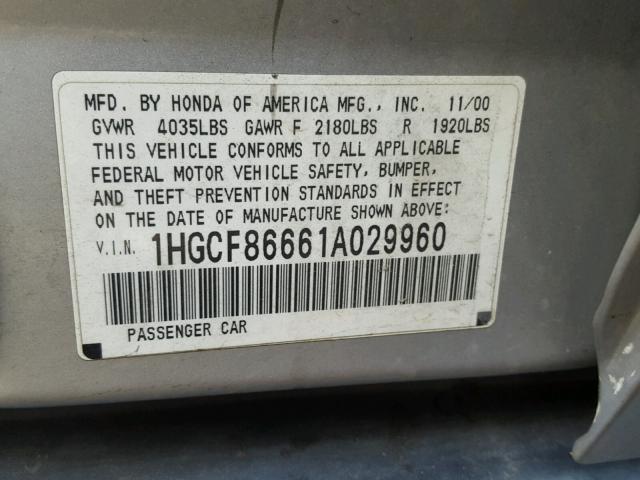 MFD. BY HONDA OF AMERICA MFG., INC. 11/00
GVWR 4035LBS GAWR F 2180LBS R 1920LBS
THIS VEHICLE CONFORMS TO ALL APPLICABLE
FEDERAL MOTOR VEHICLE SAFETY, BUMPER,
AND THEFT PREVENTION STANDARDS IN EFFECT
ON THE DATE OF MANUFACTURE SHOWN ABOVE:
V.I.N. 1HGCF86661A029960
PASSENGER CAR